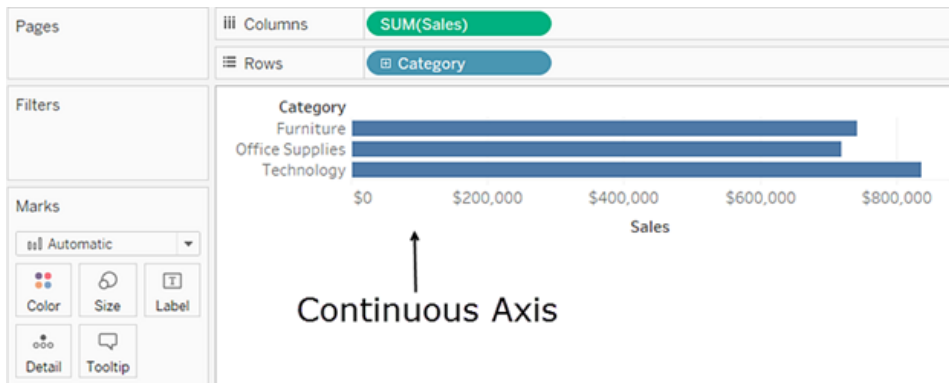 Pages
Columns
SUM(Sales)
Rows
Category
Filters
Category
Furniture
Office Supplies
Technology
$0 $200,000 $400,000 $600,000 $800,000
Sales
Marks
Automatic
Color Size Label
Detail Tooltip
Continuous Axis